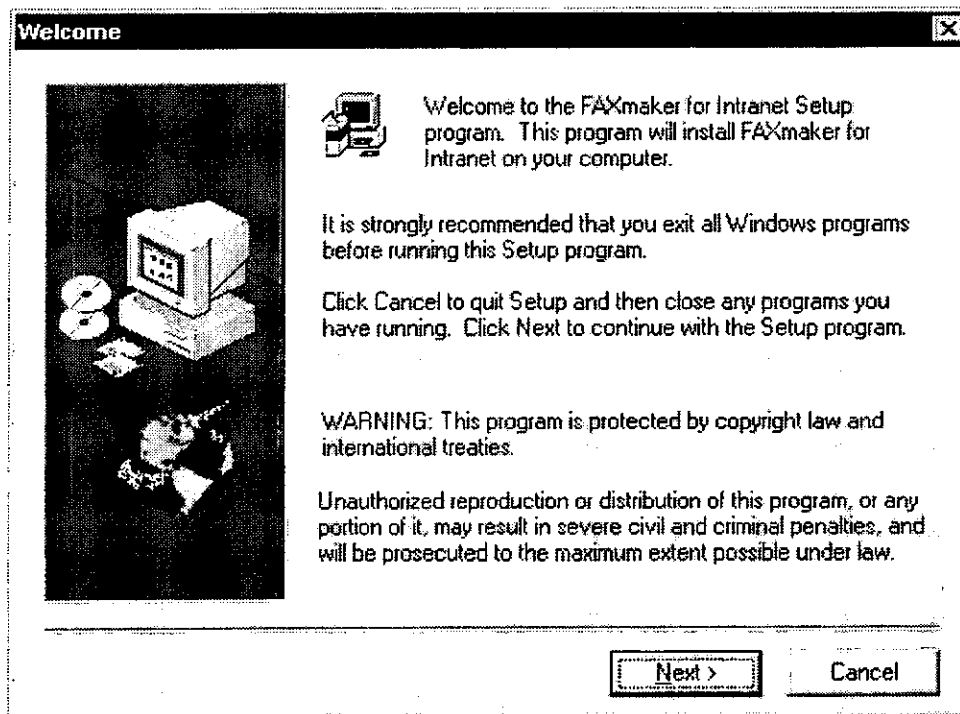 Welcome
Welcome to the FAXmaker for Intranet Setup
program. This program will install FAXmaker for
Intranet on your computer.
It is strongly recommended that you exit all Windows programs
before running this Setup program.
Click Cancel to quit Setup and then close any programs you
have running. Click Next to continue with the Setup program.
WARNING: This program is protected by copyright law and
international treaties.
Unauthorized reproduction or distribution of this program, or any
portion of it, may result in severe civil and criminal penalties, and
will be prosecuted to the maximum extent possible under law.
Next >
Cancel